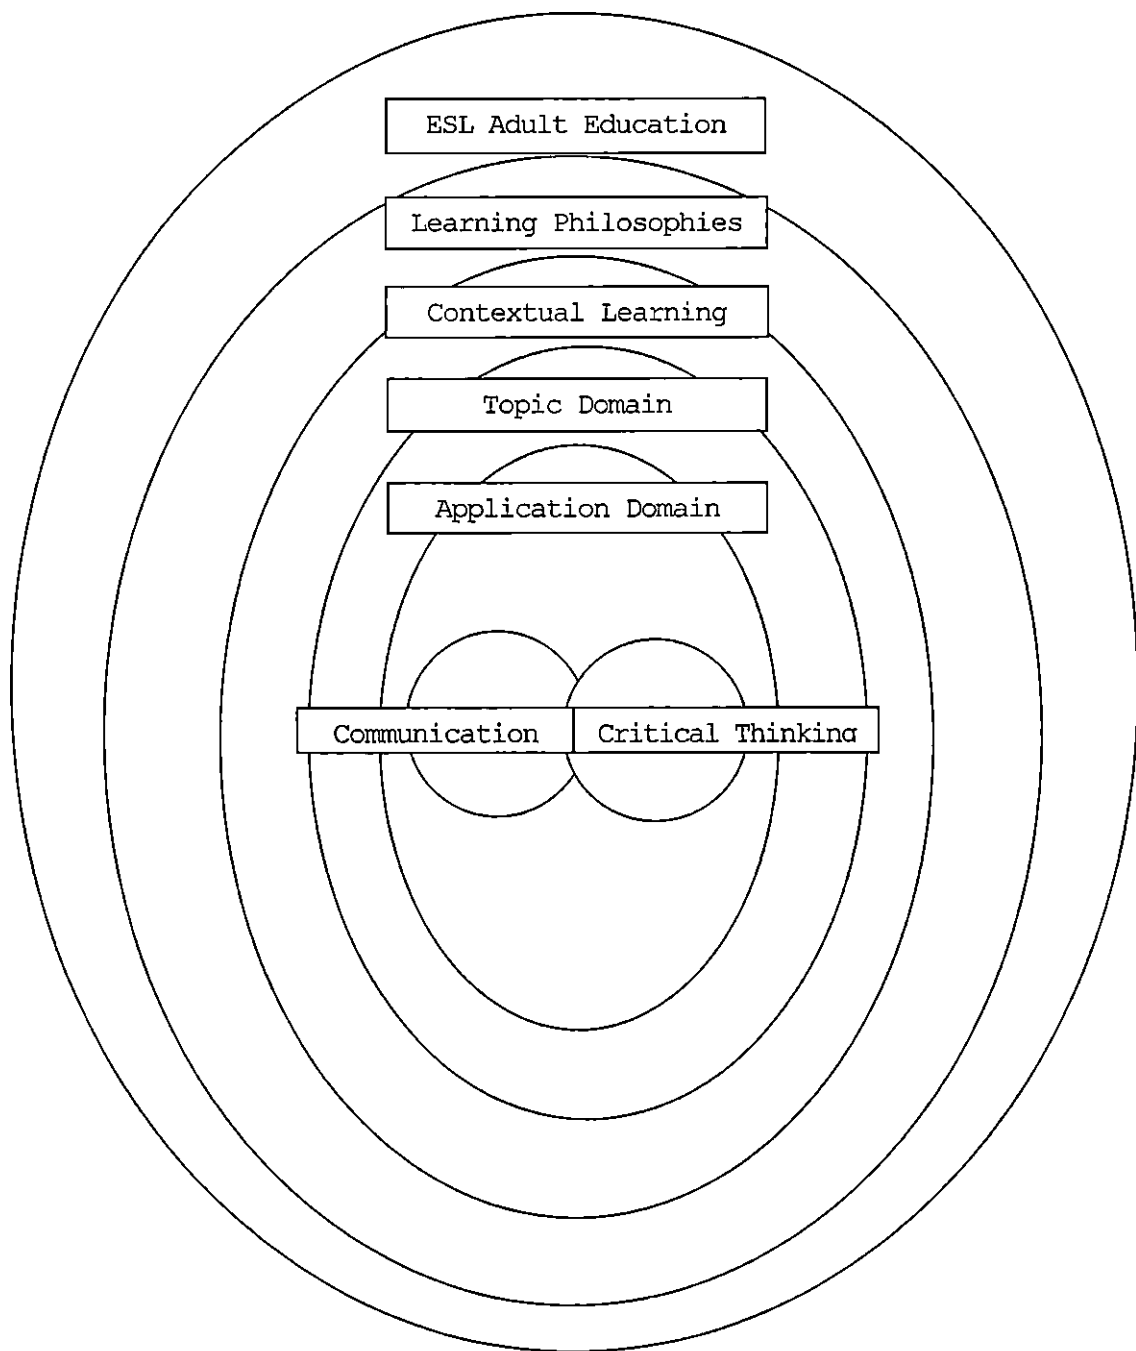 ESL Adult Education
Learning Philosophies
Contextual Learning
Topic Domain
Application Domain
Communication
Critical Thinking